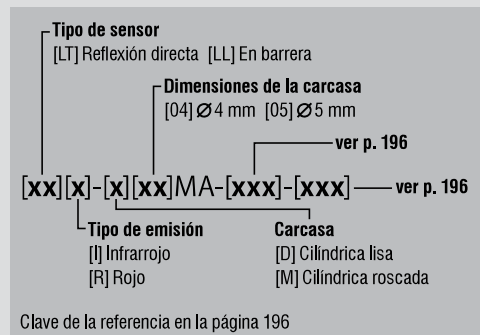 Tipo de sensor
[LT] Reflexión directa [LL] En barrera
Dimensiones de la carcasa
[04] Ø 4 mm [05] Ø 5 mm
ver p. 196
[xx][x]-[x][xx]MA-[xxx]-[xxx] ver p. 196
Tipo de emisión Carcasa
[I] Infrarrojo [D] Cilíndrica lisa
[R] Rojo [M] Cilíndrica roscada
Clave de la referencia en la página 196